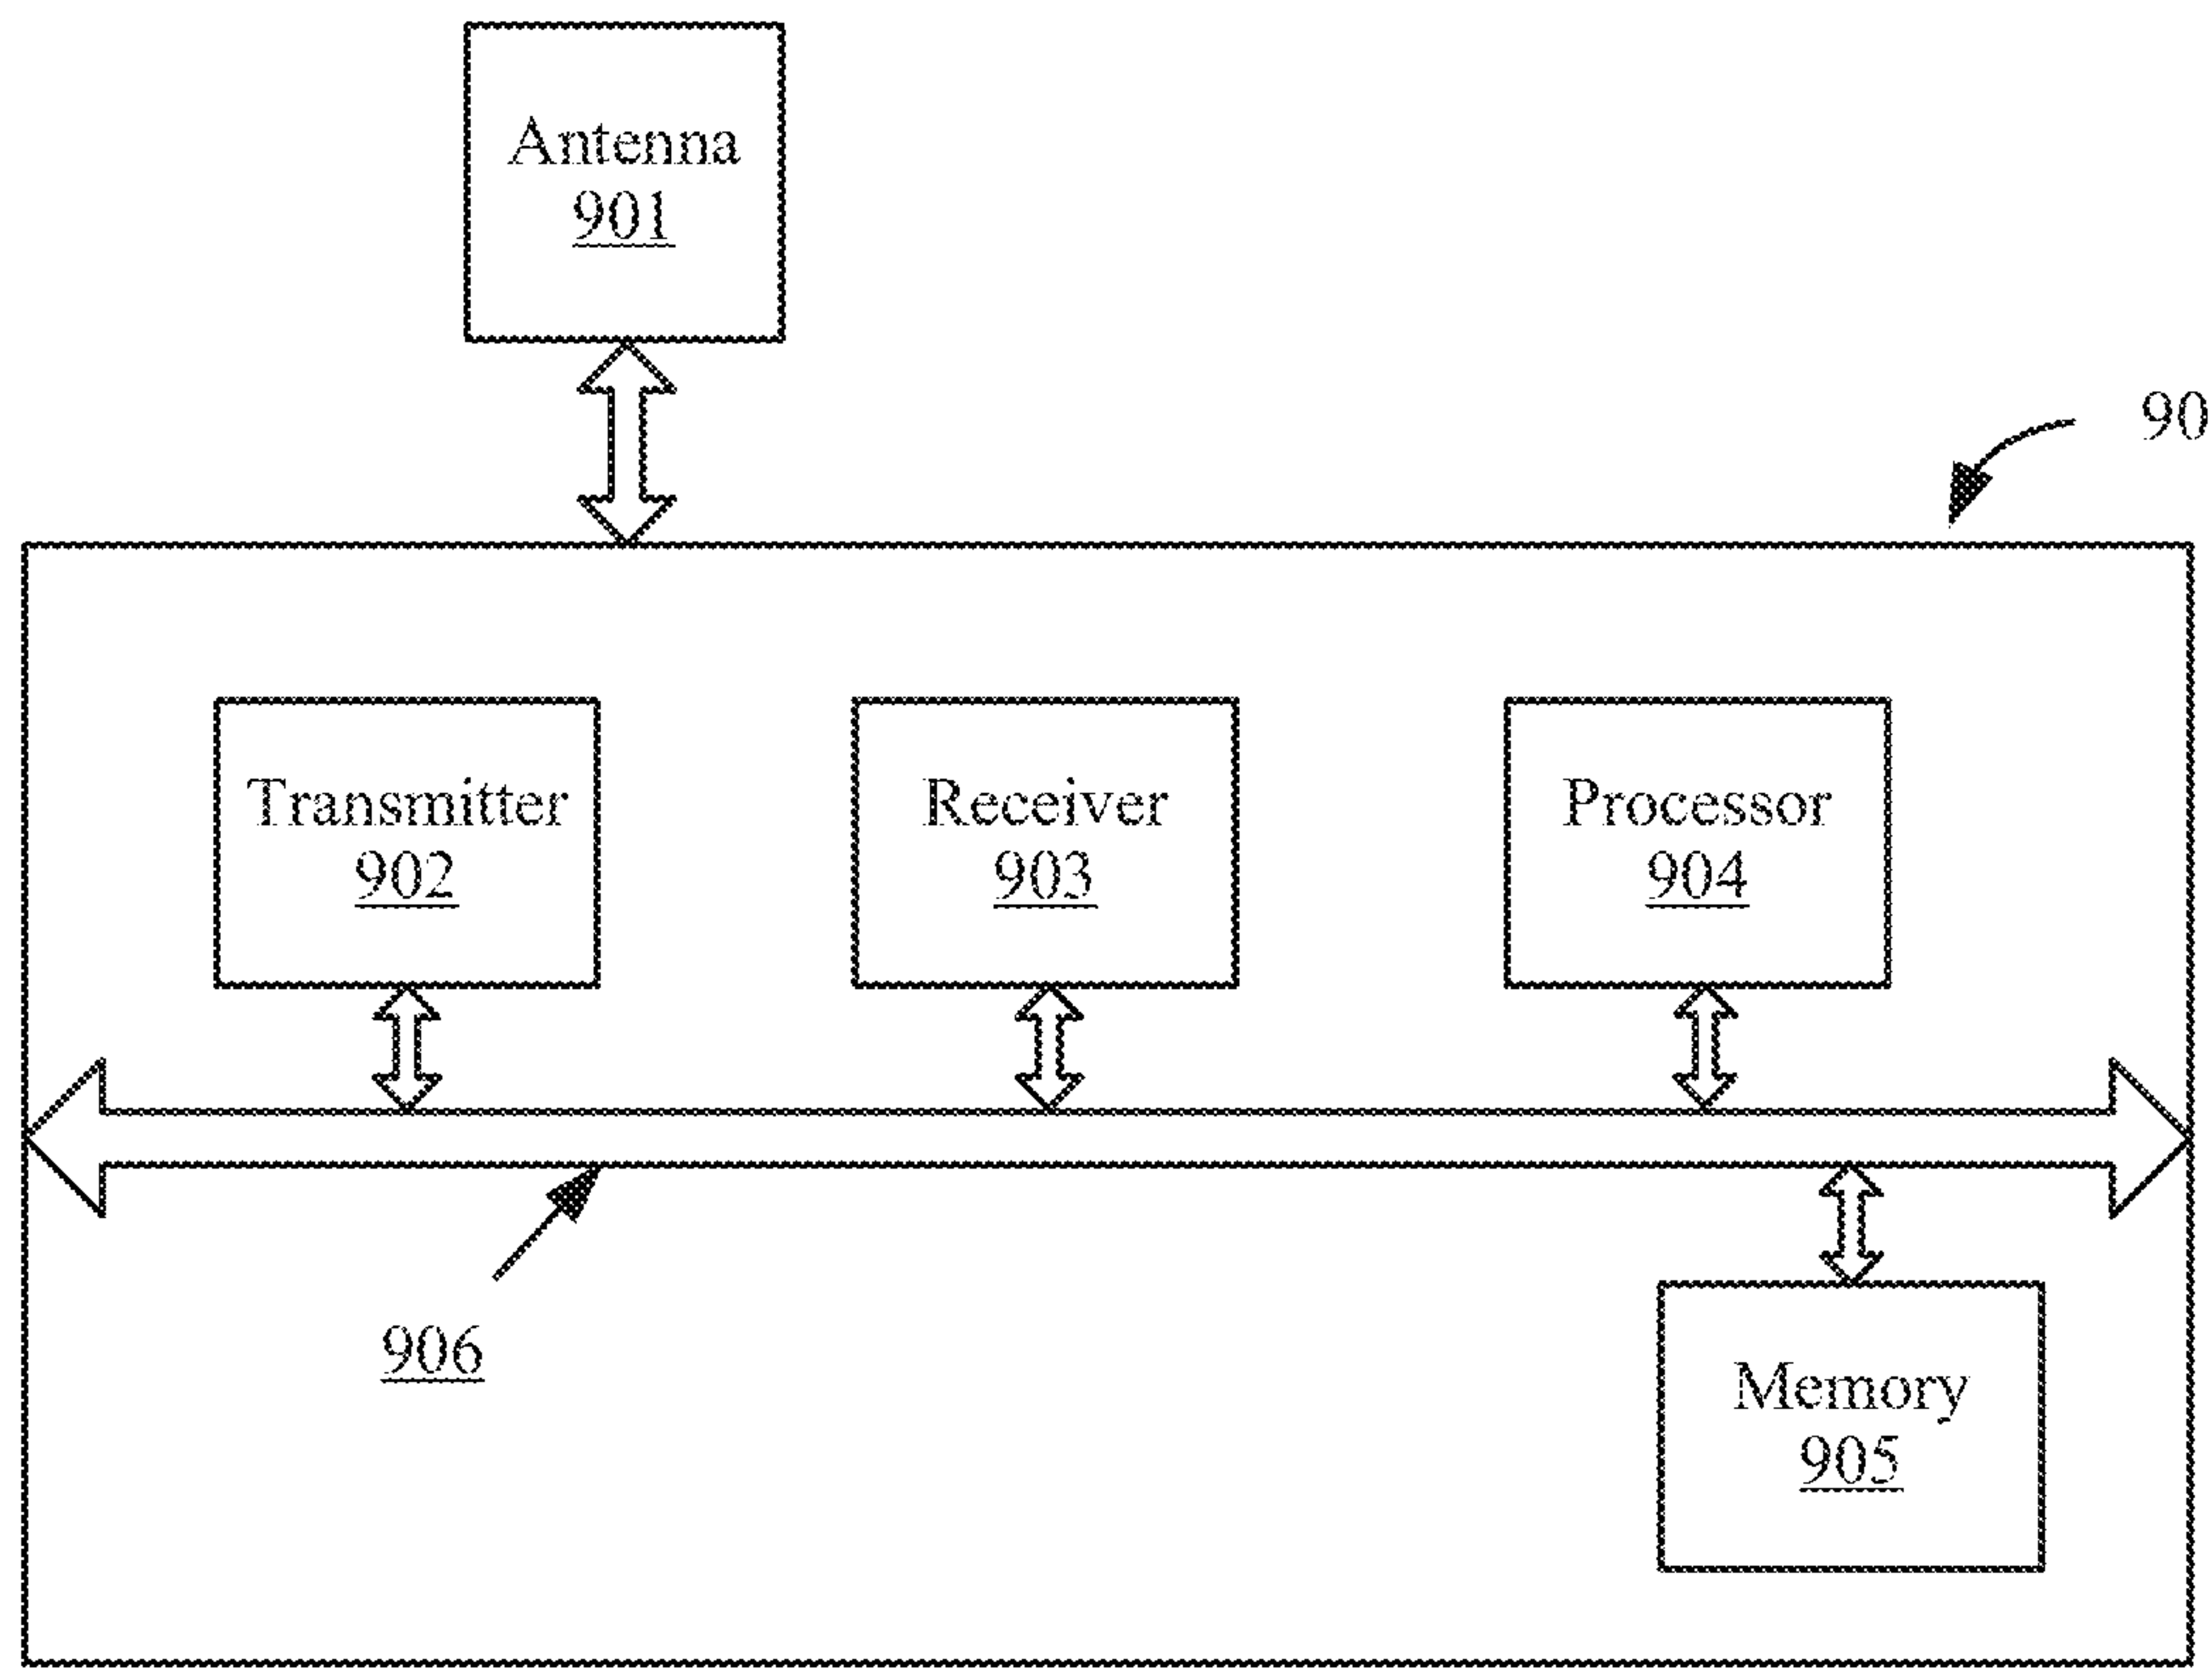 Antenna
901
90
Transmitter
902
Receiver
903
Processor
904
906
Memory
905